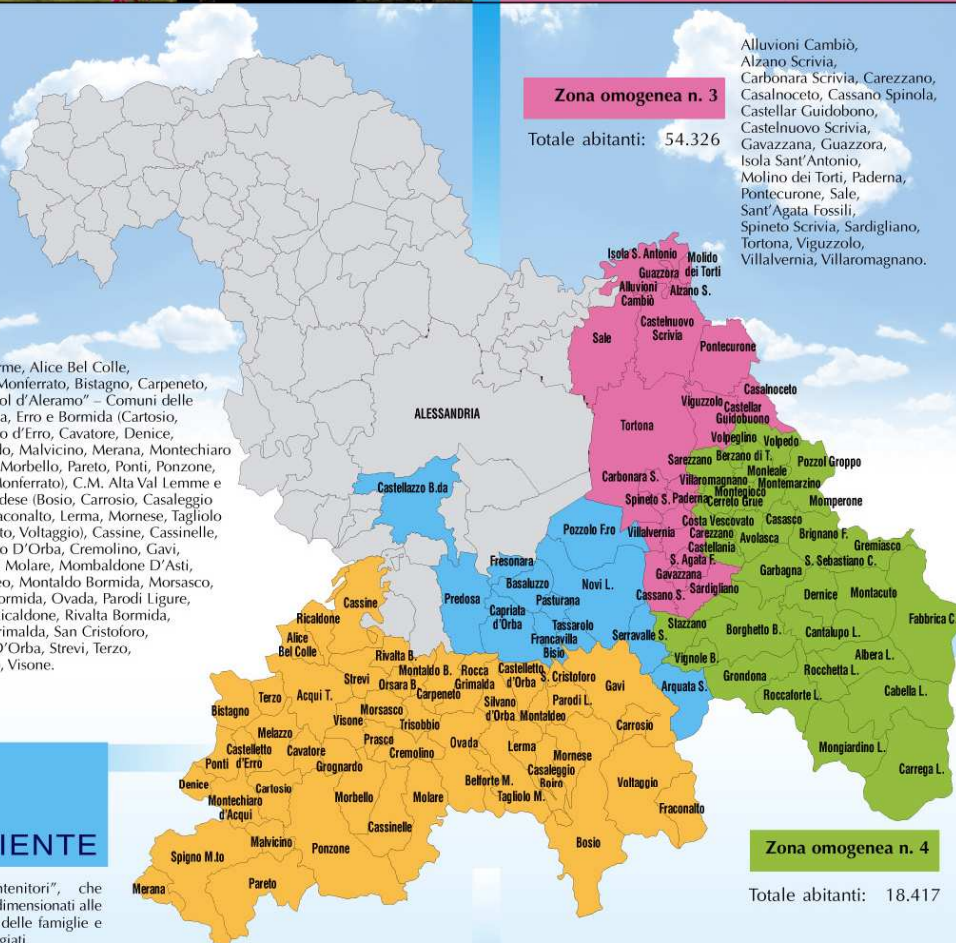 Zona omogenea n. 3
Totale abitanti: 54.326
Alluvioni Cambiò,
Alzano Scrivia,
Carbonara Scrivia, Carezzano,
Casalnoceto, Cassano Spinola,
Castellar Guidobono,
Castelnuovo Scrivia,
Gavazzana, Guazzora,
Isola Sant'Antonio,
Molino dei Torti, Paderna,
Pontecurone, Sale,
Sant'Agata Fossili,
Spineto Scrivia, Sardigliano,
Tortona, Viguzzolo,
Villalvernia, Villaromagnano.
Isola S. Antonio
Guazzora
Molido
dei Torti
Alluvioni
Cambiò
Alzano S.
Sale
Castelnuovo
Scrivia
Pontecurone
Casalnoceto
Viguzzolo
Castellar
Guidobuono
Tortona
Volpeglino
Volpedo
Sarezzano
Berzano di T.
Pozzol Groppo
Monleale
Carbonara S.
Villaromagnano
Montemarzino
Montegioco
Spineto S.
Paderna
Cerreto Grue
Momperone
Costa Vescovato
Casasco
Villalvernia
Carezzano
Avolasca
Brignano F.
Castellania
Gremiasco
S. Agata F.
Garbagna
S. Sebastiano C.
Gavazzana
Cassano S.
Sardigliano
Dernice
Montacuto
Stazzano
Fabbrica C.
Borghetto B.
Cantalupo L.
Albera L.
Vignole B.
Grondona
Rocchetta L.
Cabella L.
Roccaforte L.
Mongiardino L.
Carrega L.
ALESSANDRIA
Castellazzo B.da
Pozzolo F.ro
Fresonara
Predosa
Basaluzzo
Novi L.
Pasturana
Capriata
d'Orba
Tassarolo
Francavilla
Bisio
Serravalle S.
Arquata S.
rme, Alice Bel Colle,
Monferrato, Bistagno, Carpeneto,
ol d'Aleramo" – Comuni delle
a, Erro e Bormida (Cartosio,
o d'Erro, Cavatore, Denice,
do, Malvicino, Merana, Montechiaro
Morbello, Pareto, Ponti, Ponzone,
Monferrato), C.M. Alta Val Lemme e
dese (Bosio, Carrosio, Casaleggio
aconalto, Lerma, Mornese, Tagliolo
to, Voltaggio), Cassine, Cassinelle,
o D'Orba, Cremolino, Gavi,
Molare, Mombaldone D'Asti,
eo, Montaldo Bormida, Morsasco,
ormida, Ovada, Parodi Ligure,
icaldone, Rivalta Bormida,
rimalda, San Cristoforo,
D'Orba, Strevi, Terzo,
, Visone.
Cassine
Ricaldone
Alice
Bel Colle
Rivalta B.
Strevi
Montaldo B.
Rocca
Grimalda
Castelletto
d'Orba
S. Cristoforo
Orsara B.
Carpeneto
Gavi
Terzo
Acqui T.
Silvano
d'Orba
Parodi L.
Bistagno
Morsasco
Montaldeo
Visone
Trisobbio
Carrosio
Melazzo
Prasco
Ovada
Lerma
Castelletto
d'Erro
Cavatore
Cremolino
Mornese
Ponti
Grognardo
Casaleggio
Boiro
Denice
Cartosio
Belforte M.
Voltaggio
Montechiaro
d'Acqui
Morbello
Molare
Tagliolo M.
Fraconalto
Cassinelle
Malvicino
Ponzone
Bosio
Spigno M.to
Merana
Pareto
IENTE
ntenitori", che
dimensionati alle
delle famiglie e
giati
Zona omogenea n. 4
Totale abitanti: 18.417